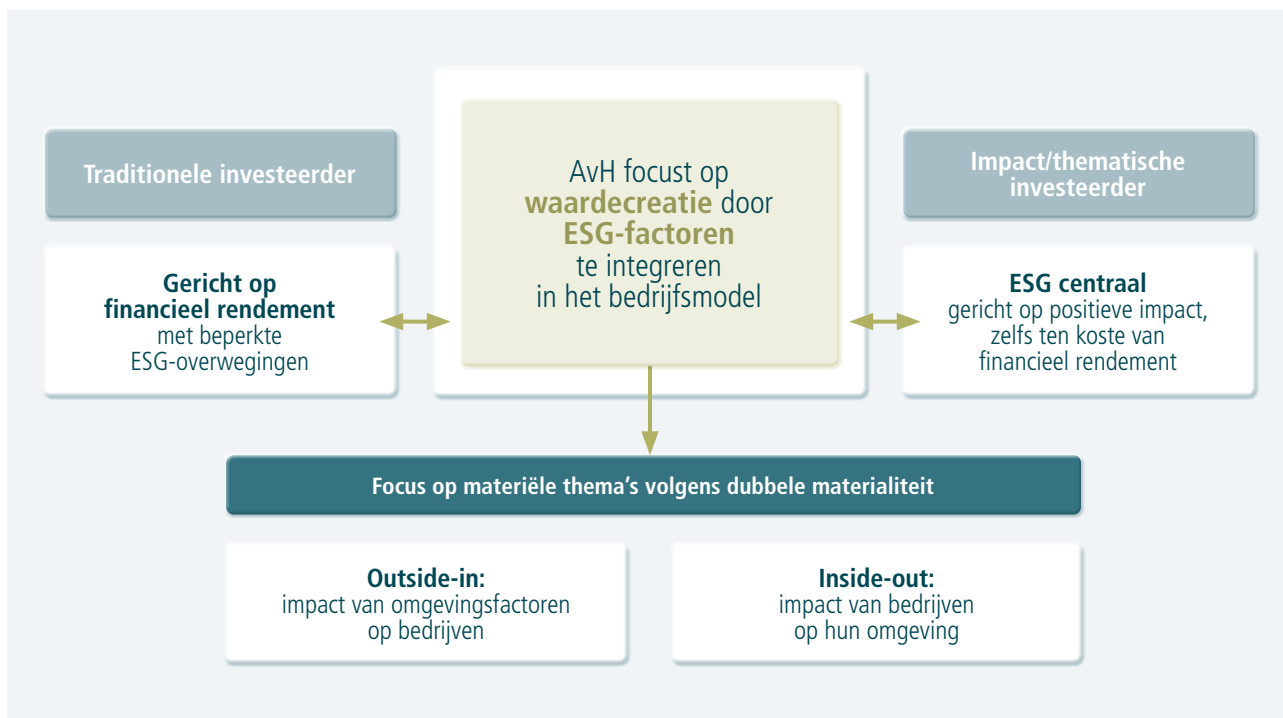 Traditionele investeerder
Gericht op
financieel rendement
met beperkte
ESG-overwegingen
AvH focust op
waardecreatie door
ESG-factoren
te integreren
in het bedrijfsmodel
Impact/thematische
investeerder
ESG centraal
gericht op positieve impact,
zelfs ten koste van
financieel rendement
Focus op materiële thema's volgens dubbele materialiteit
Outside-in:
impact van omgevingsfactoren
op bedrijven
Inside-out:
impact van bedrijven
op hun omgeving